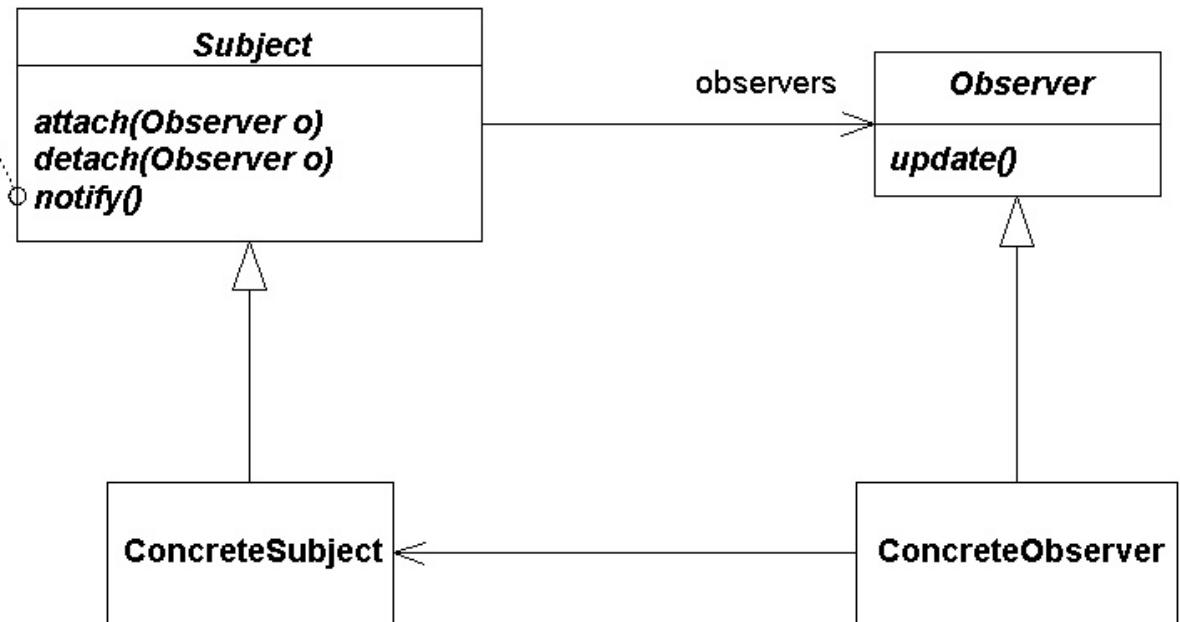 Subject
attach(Observer o)
detach(Observer o)
notify()
observers
Observer
update()
ConcreteSubject
ConcreteObserver